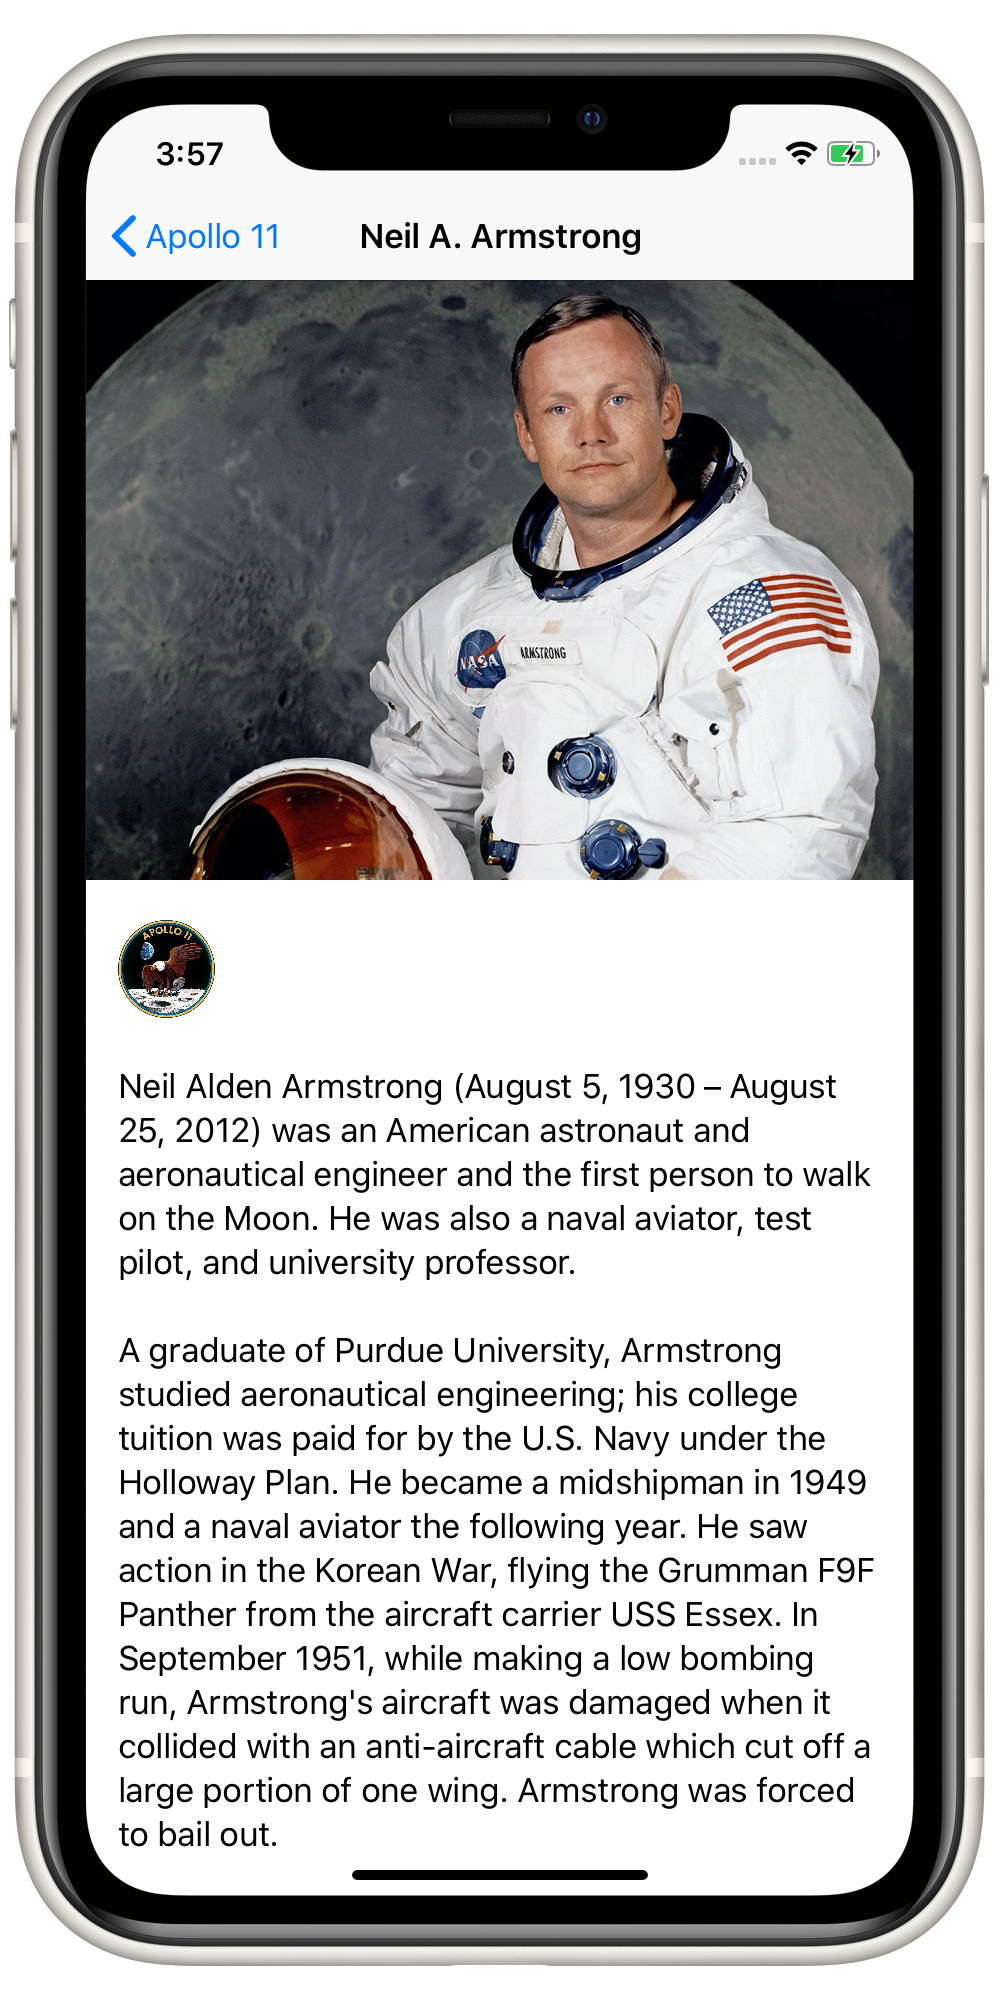 3:57
Apollo 11
Neil A. Armstrong
NASA
ARMSTRONG
APOLLO 11
Neil Alden Armstrong (August 5, 1930 – August
25, 2012) was an American astronaut and
aeronautical engineer and the first person to walk
on the Moon. He was also a naval aviator, test
pilot, and university professor.
A graduate of Purdue University, Armstrong
studied aeronautical engineering; his college
tuition was paid for by the U.S. Navy under the
Holloway Plan. He became a midshipman in 1949
and a naval aviator the following year. He saw
action in the Korean War, flying the Grumman F9F
Panther from the aircraft carrier USS Essex. In
September 1951, while making a low bombing
run, Armstrong's aircraft was damaged when it
collided with an anti-aircraft cable which cut off a
large portion of one wing. Armstrong was forced
to bail out.